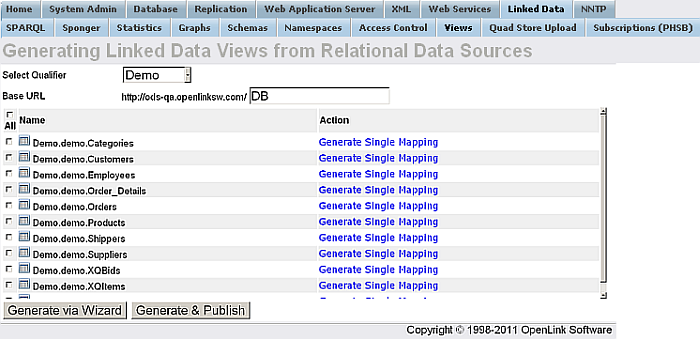 Home System Admin Database Replication Web Application Server XML Web Services Linked Data NNTP
SPARQL Sponger Statistics Graphs Schemas Namespaces Access Control Views Quad Store Upload Subscriptions (PHSB)
Generating Linked Data Views from Relational Data Sources
Select Qualifier Demo
Base URL http://ods-qa.openlinksw.com/ DB
All Name Action
Demo.demo.Categories Generate Single Mapping
Demo.demo.Customers Generate Single Mapping
Demo.demo.Employees Generate Single Mapping
Demo.demo.Order_Details Generate Single Mapping
Demo.demo.Orders Generate Single Mapping
Demo.demo.Products Generate Single Mapping
Demo.demo.Shippers Generate Single Mapping
Demo.demo.Suppliers Generate Single Mapping
Demo.demo.XQBids Generate Single Mapping
Demo.demo.XQItems Generate Single Mapping
Generate via Wizard Generate & Publish
Copyright © 1998-2011 OpenLink Software